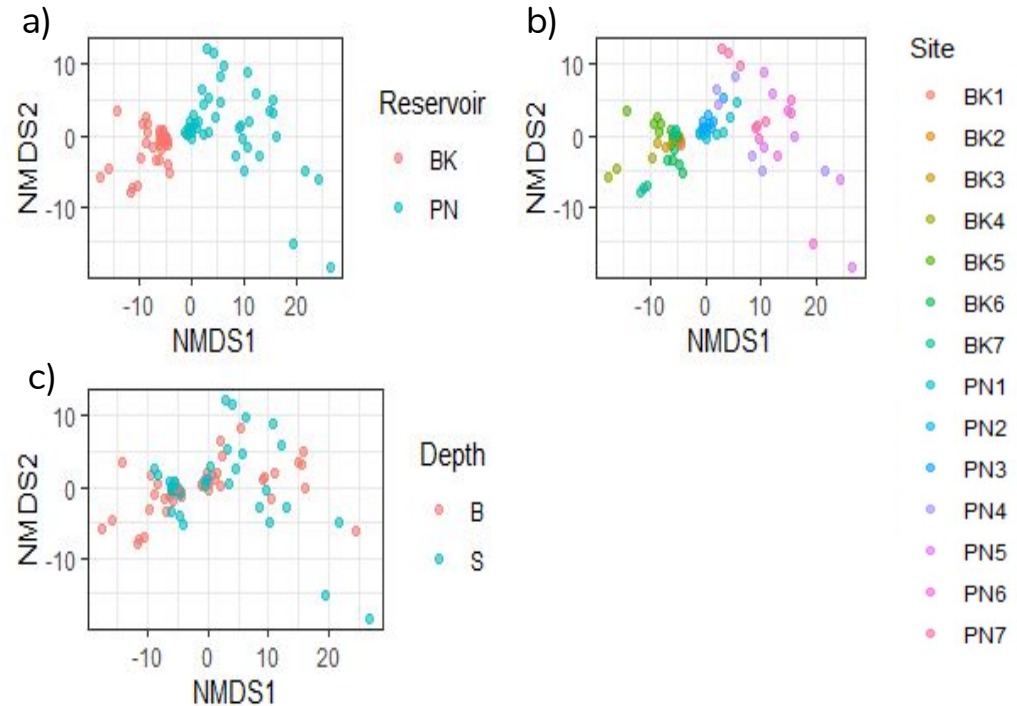 a)
10
0
-10
NMDS2
-10 0 10 20
NMDS1
Reservoir
BK
PN
b)
10
0
-10
NMDS2
-10 0 10 20
NMDS1
Site
BK1
BK2
BK3
BK4
BK5
BK6
BK7
PN1
PN2
PN3
PN4
PN5
PN6
PN7
c)
10
0
-10
NMDS2
-10 0 10 20
NMDS1
Depth
B
S